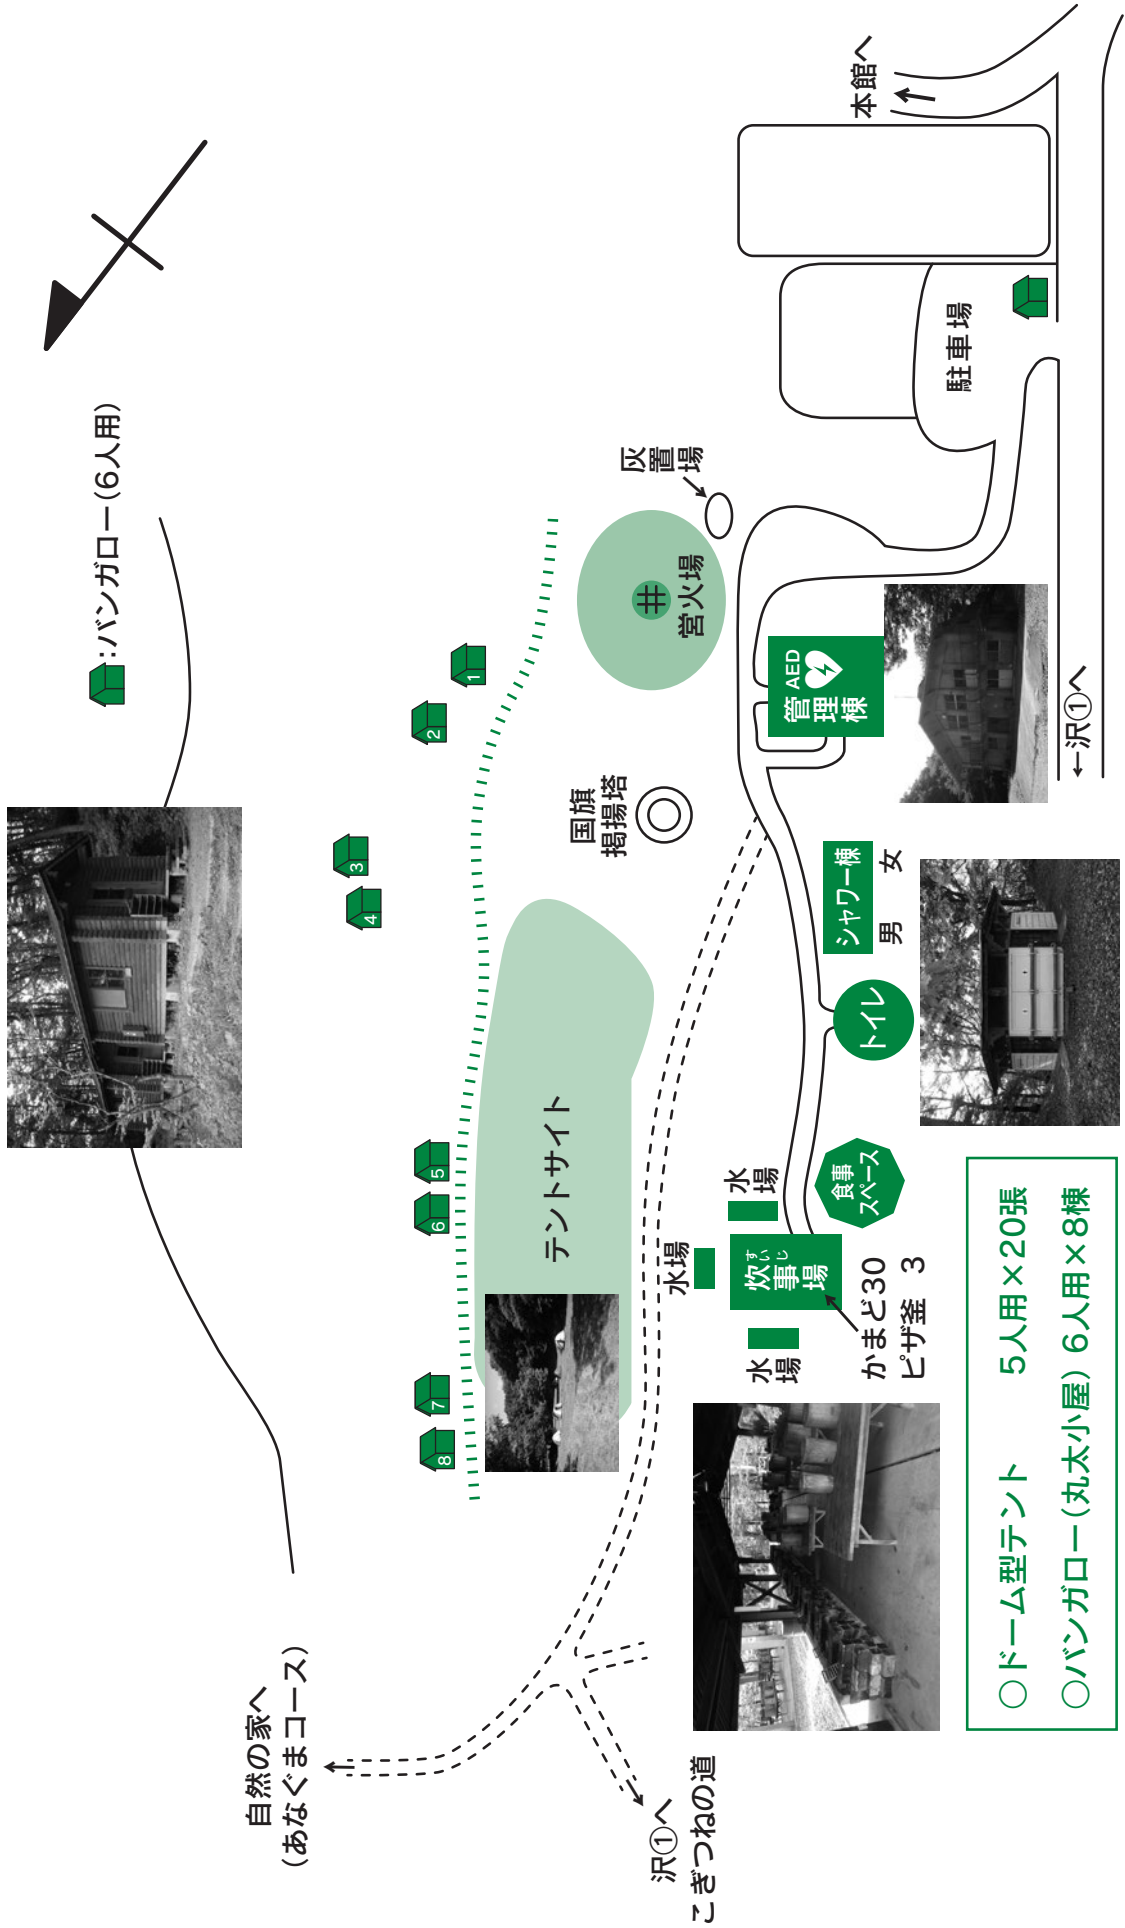 自然の家へ
(あなぐまコース)
:バンガロー(6人用)
8
7
6
5
4
3
2
1
テントサイト
国旗
掲揚塔
営火場
灰
置
場
沢①へ
こぎつねの道
水
場
水場
水
場
炊事場
すいじ
かまど30
ピザ釜 3
食事
スペース
トイレ
シャワー棟
男 女
管理棟
AED
駐車場
本館へ
←沢①へ
○ドーム型テント 5人用×20張
○バンガロー(丸太小屋) 6人用×8棟